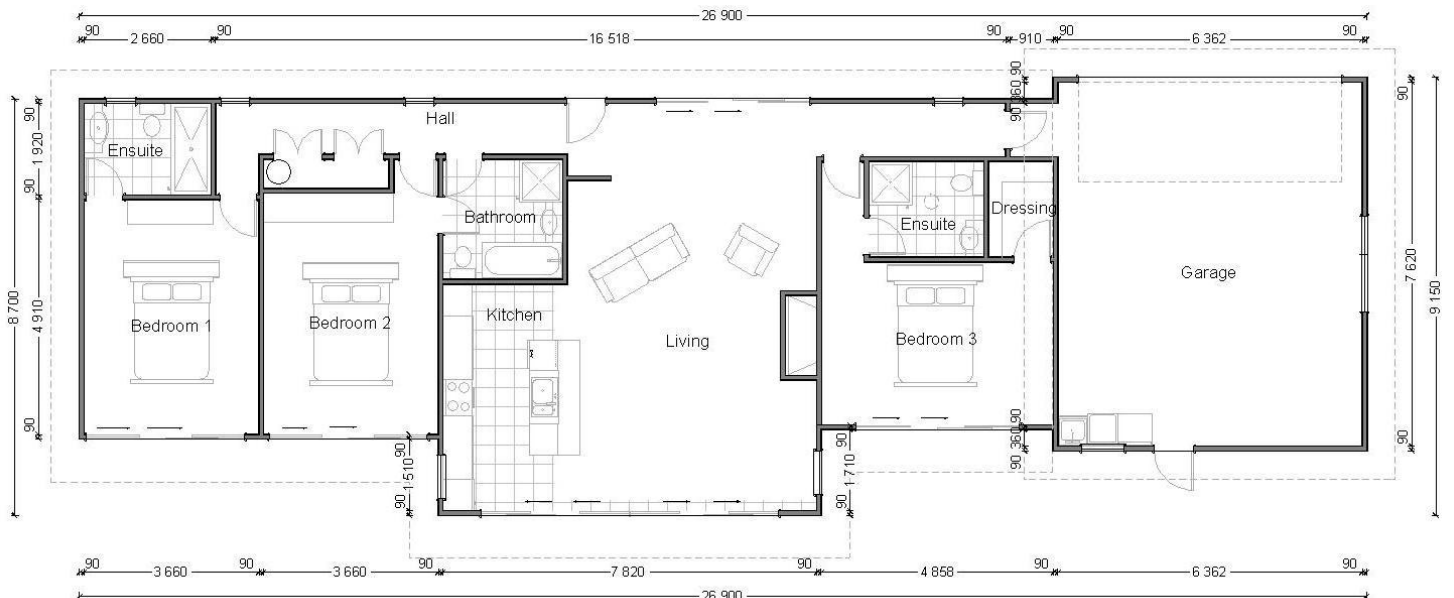 26 900
90 2 660 90 16 518 90 910 90 6 362 90
90 360 90
Hall
90 1 920 90
Ensuite
Bathroom
Ensuite
Dressing
Garage
8 700
4 910
90
Bedroom 1
Bedroom 2
Kitchen
Living
Bedroom 3
90
7 620
90
9 150
90 1 510 90
90 1 710 90
90 360 90
90 3 660 90 3 660 90 7 820 90 4 858 90 6 362 90
26 900